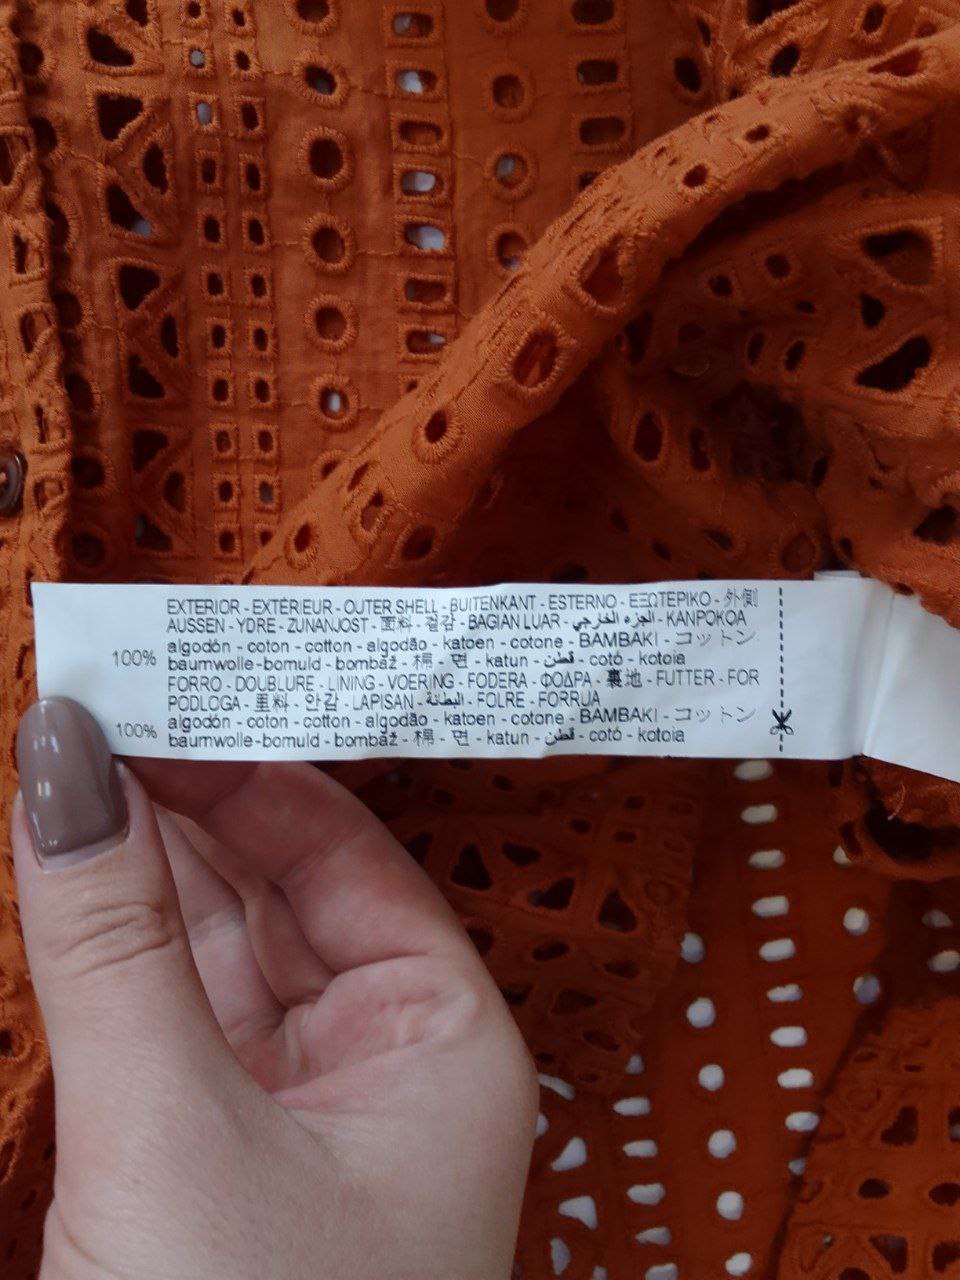 EXTERIOR - EXTÉRIEUR - OUTER SHELL - BUITENKANT - ESTERNO - ΕΞΩΤΕΡΙΚΟ - 外側
AUSSEN - YDRE - ZUNANJOST - 面料 - 겉감 - BAGIAN LUAR - الجزء الخارجي - KANPOKOA
algodón - coton - cotton - algodão - katoen - cotone - ΒΑΜΒΑΚΙ - コットン
100% baumwolle - bomuld - bombaž - 棉 - 면 - katun - قطن - cotó - kotoia
FORRO - DOUBLURE - LINING - VOERING - FODERA - ΦΟΔΡΑ - 裏地 - FUTTER - FOR
PODLOGA - 里料 - 안감 - LAPISAN - البطانة - FOLRE - FORRUA
algodón - coton - cotton - algodão - katoen - cotone - ΒΑΜΒΑΚΙ - コットン
100% baumwolle - bomuld - bombaž - 棉 - 면 - katun - قطن - cotó - kotoia